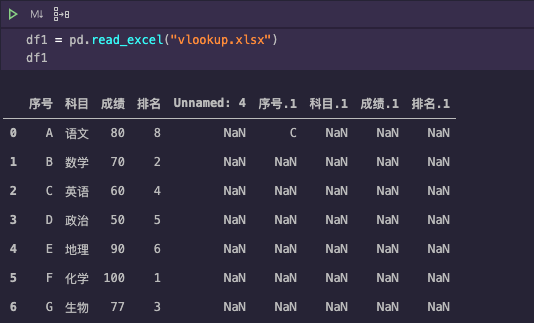 M↓
df1 = pd.read_excel("vlookup.xlsx")
df1
序号 科目 成绩 排名 Unnamed: 4 序号.1 科目.1 成绩.1 排名.1
0 A 语文 80 8 NaN C NaN NaN NaN
1 B 数学 70 2 NaN NaN NaN NaN NaN
2 C 英语 60 4 NaN NaN NaN NaN NaN
3 D 政治 50 5 NaN NaN NaN NaN NaN
4 E 地理 90 6 NaN NaN NaN NaN NaN
5 F 化学 100 1 NaN NaN NaN NaN NaN
6 G 生物 77 3 NaN NaN NaN NaN NaN